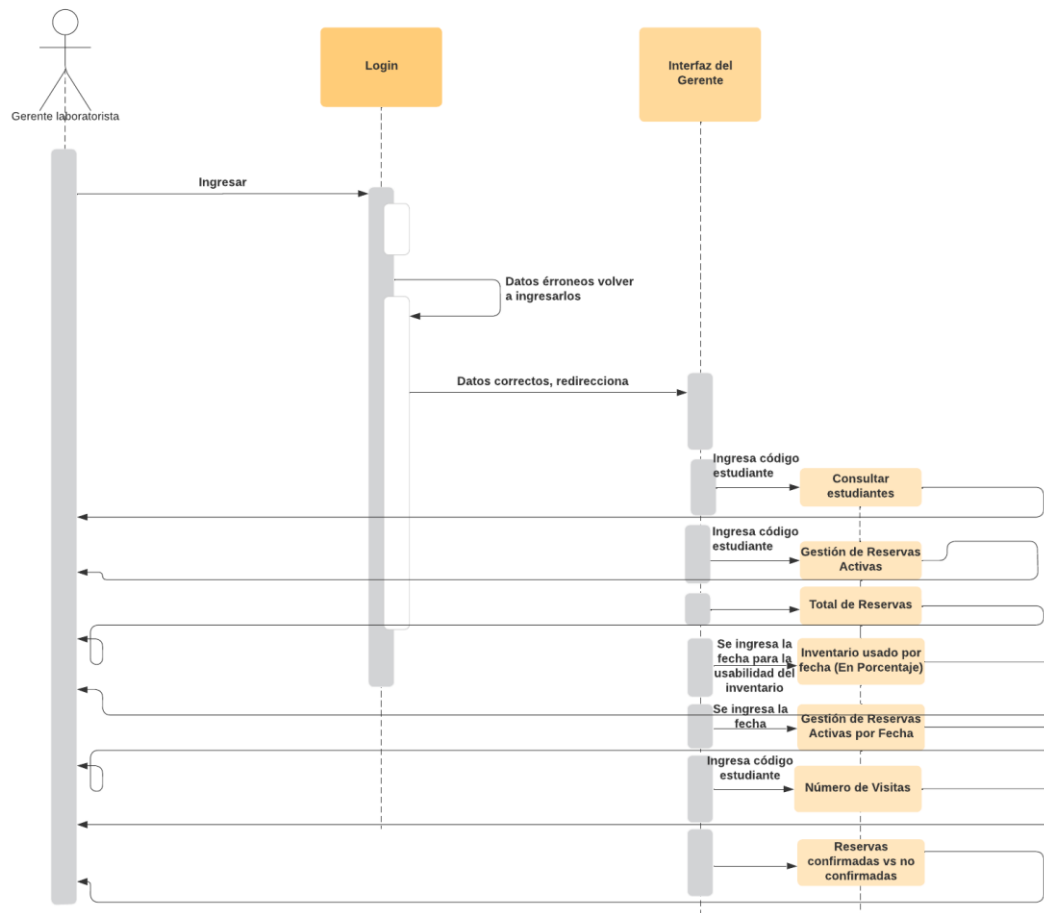 Login
Interfaz del
Gerente
Gerente laboratorista
Ingresar
Datos érroneos volver
a ingresarlos
Datos correctos, redirecciona
Ingresa código
estudiante
Consultar
estudiantes
Ingresa código
estudiante
Gestión de Reservas
Activas
Total de Reservas
Se ingresa la
fecha para la
usabilidad del
inventario
Inventario usado por
fecha (En Porcentaje)
Se ingresa la
fecha
Gestión de Reservas
Activas por Fecha
Ingresa código
estudiante
Número de Visitas
Reservas
confirmadas vs no
confirmadas